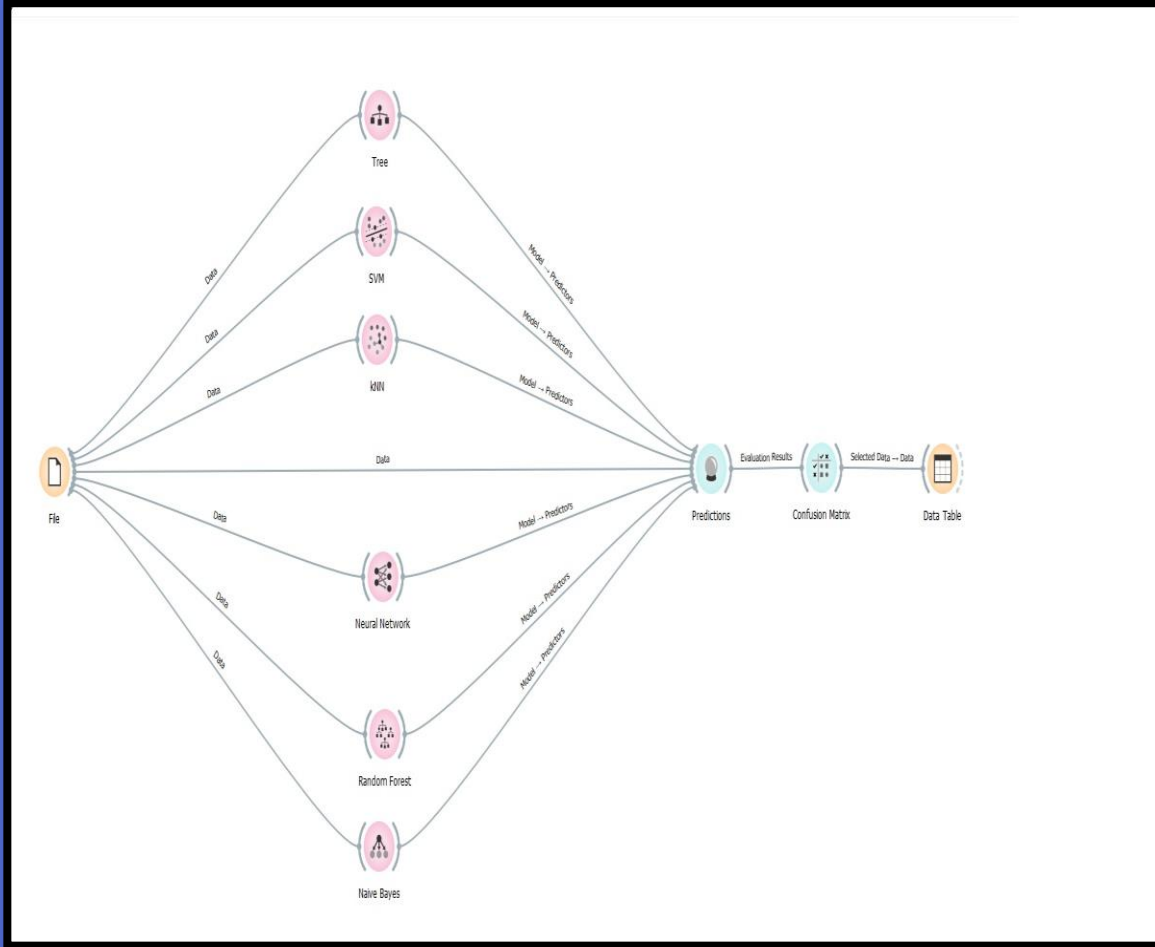 Tree
Data
Model → Predictors
SVM
Data
Model → Predictors
kNN
Data
Model → Predictors
Data
File
Predictions
Evaluation Results
Confusion Matrix
Selected Data → Data
Data Table
Data
Model → Predictors
Neural Network
Data
Model → Predictors
Random Forest
Data
Model → Predictors
Naive Bayes